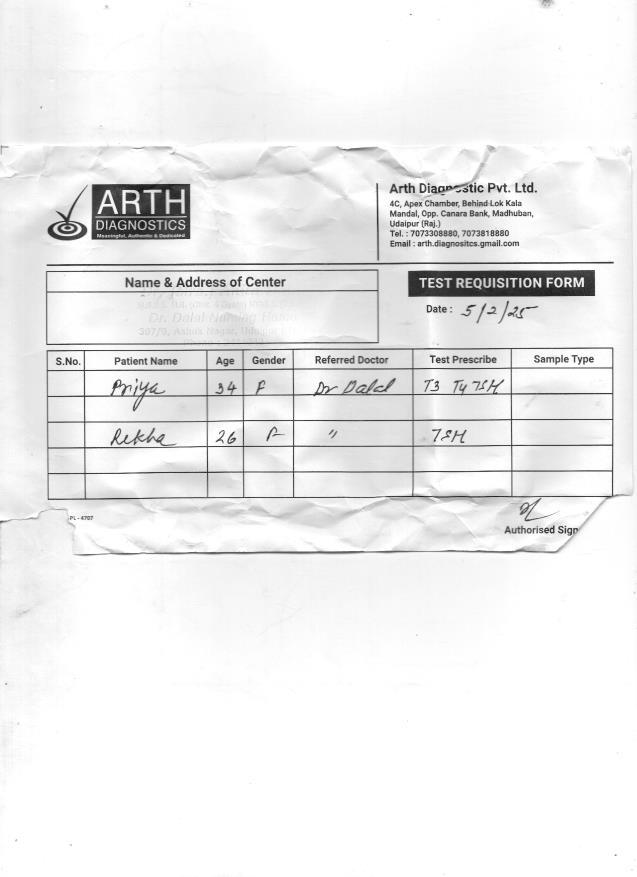 ARTH
DIAGNOSTICS
Meaningful, Authentic & Dedicated
Arth Diagnostic Pvt. Ltd.
4C, Apex Chamber, Behind Lok Kala
Mandal, Opp. Canara Bank, Madhuban,
Udaipur (Raj.)
Tel. : 7073308880, 7073818880
Email : arth.diagnositcs.gmail.com
Name & Address of Center
TEST REQUISITION FORM
Dr. Dalal Nursing Home
307/9, Ashok Nagar, Udaipur
Date : 5/2/25
S.No. Patient Name Age Gender Referred Doctor Test Prescribe Sample Type
Priya 34 F Dr Dalal T3 T4 TSH
Rekha 26 F " TSH
PL - 4707
Authorised Sign